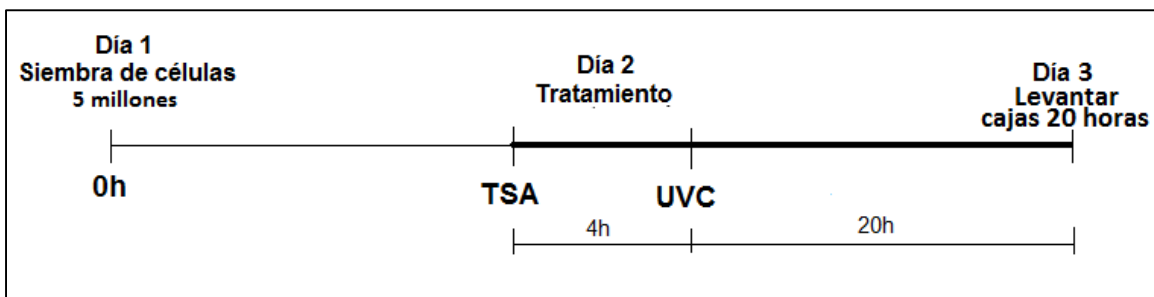 Día 1
Siembra de células
5 millones
Día 2
Tratamiento
Día 3
Levantar
cajas 20 horas
0h
TSA
UVC
4h
20h